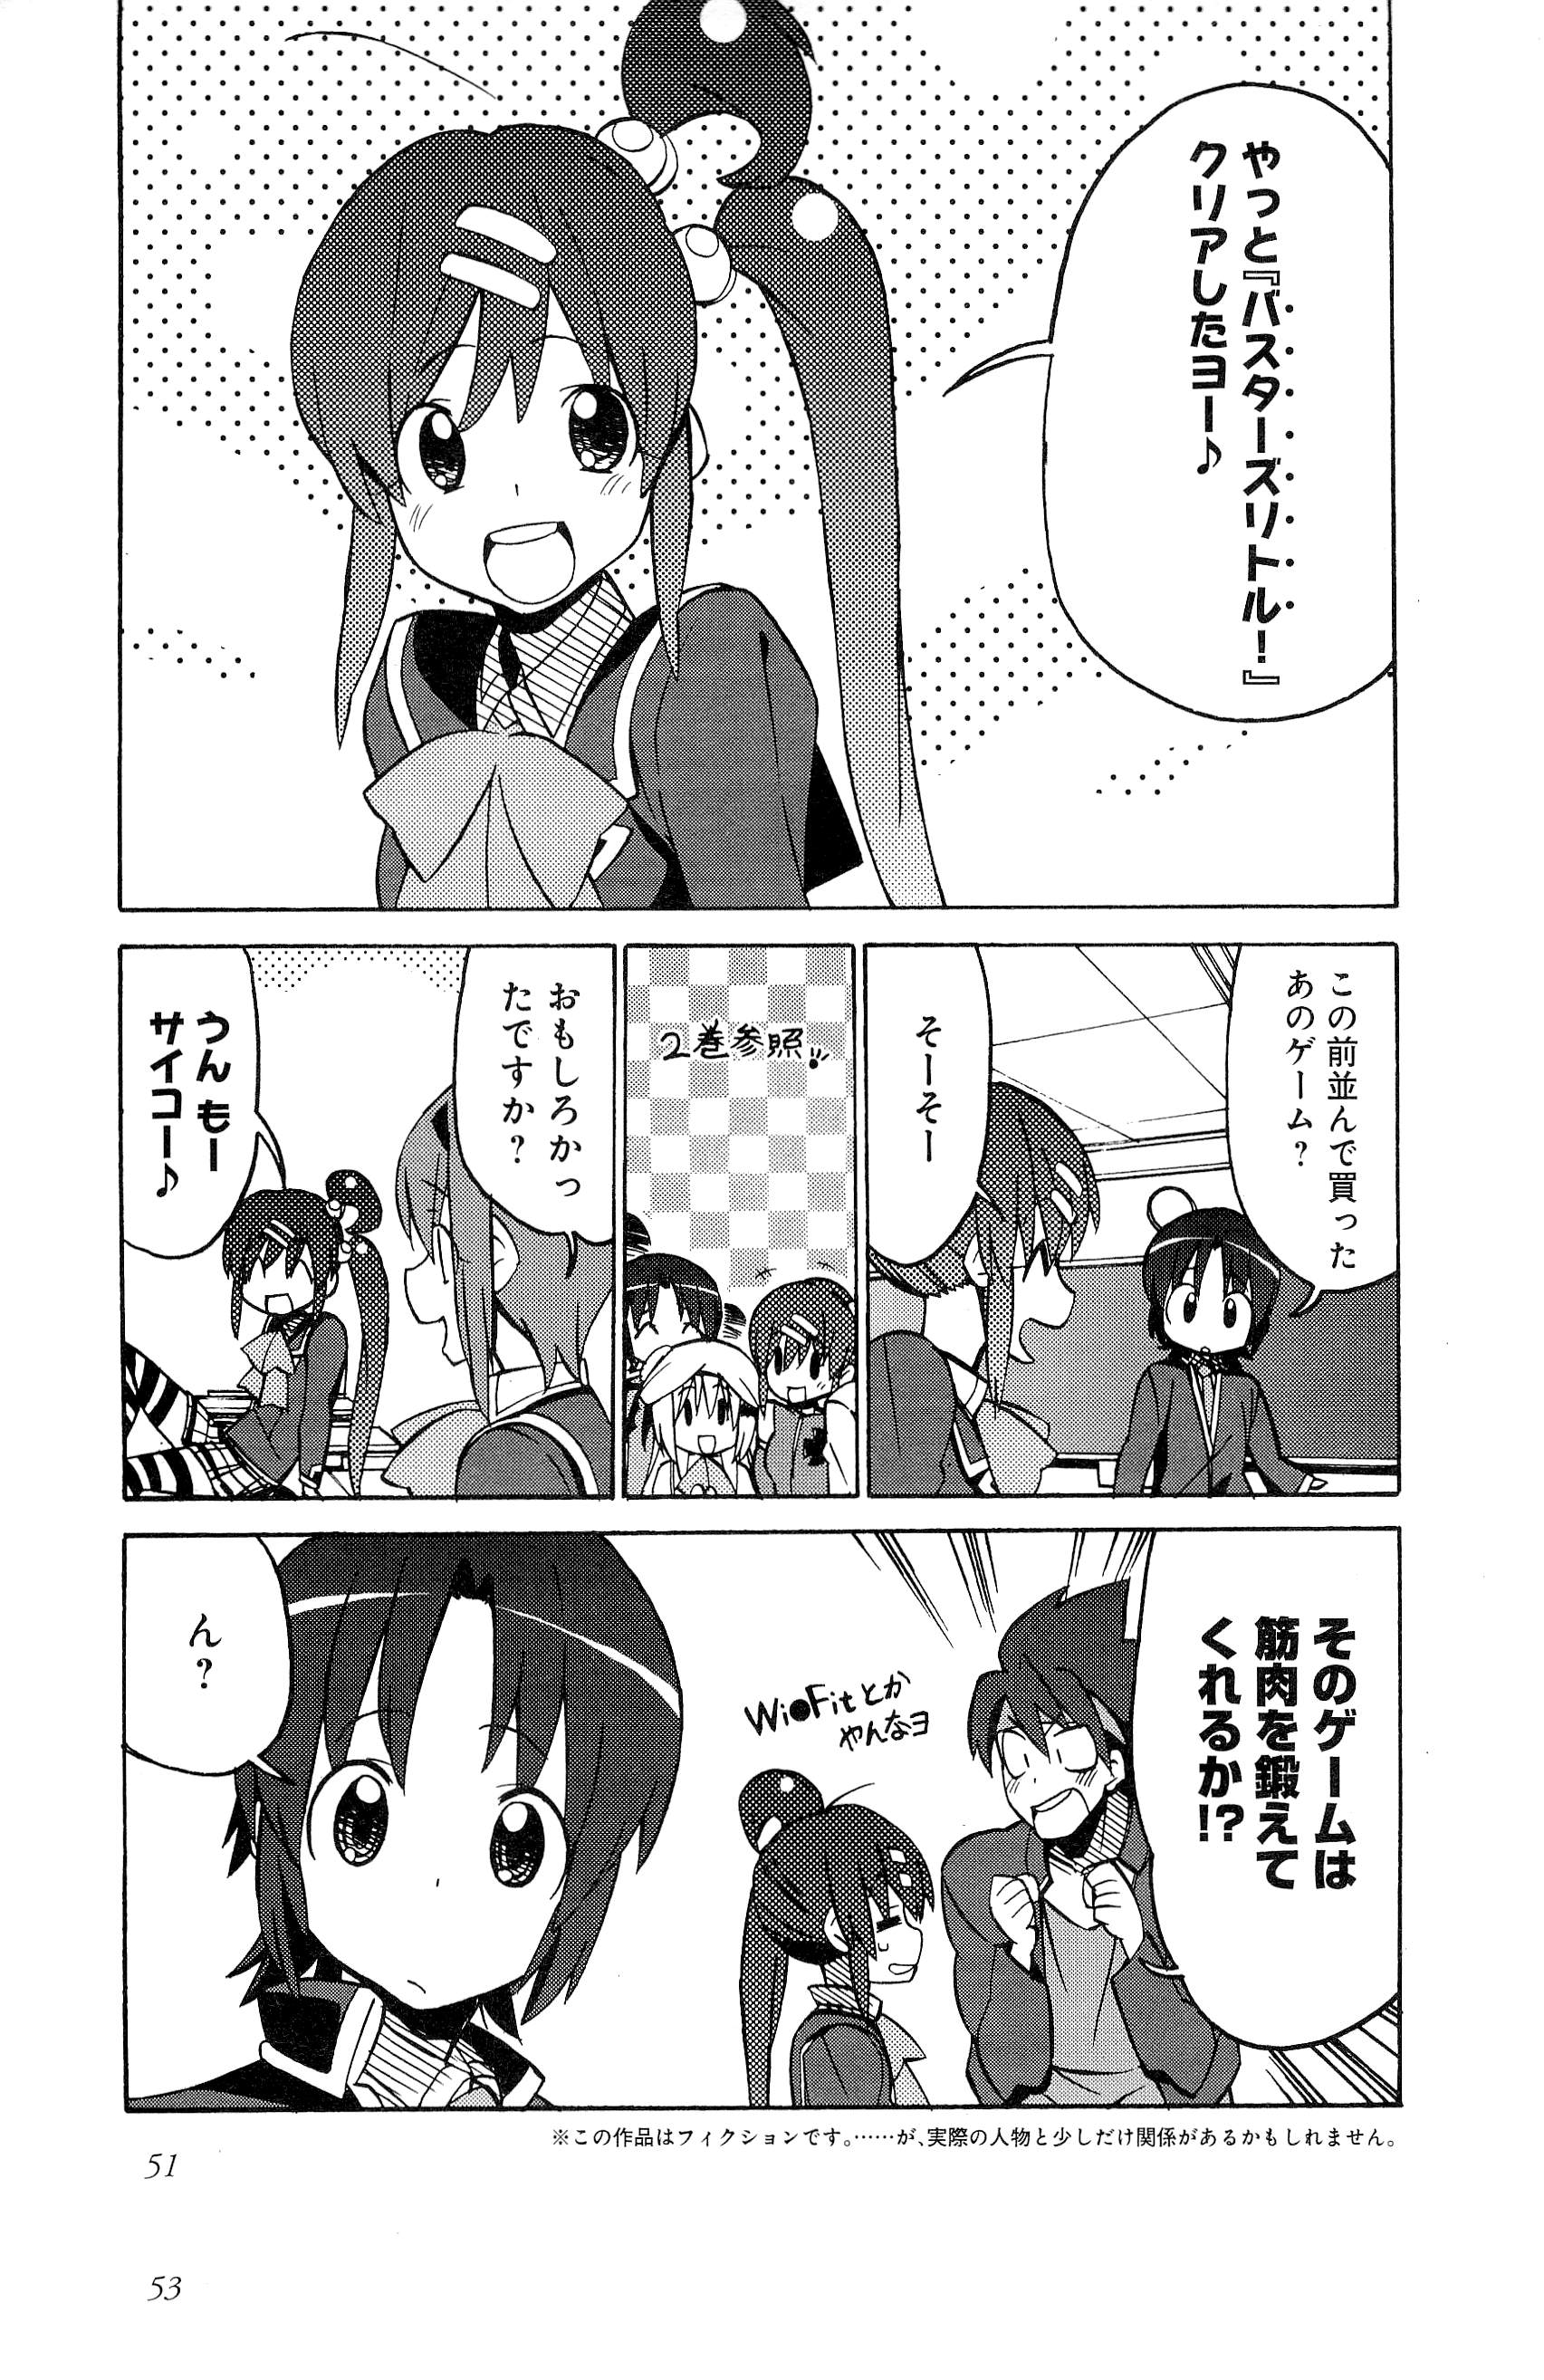 やっと『バスターズリトル!』
クリアしたヨー♪
この前並んで買った
あのゲーム?
そーそー
2巻参照!!
おもしろかっ
たですか?
うん もー
サイコー♪
そのゲームは
筋肉を鍛えて
くれるか!?
Wi●Fitとか
やんなヨ
ん?
※この作品はフィクションです。……が、実際の人物と少しだけ関係があるかもしれません。
51
53